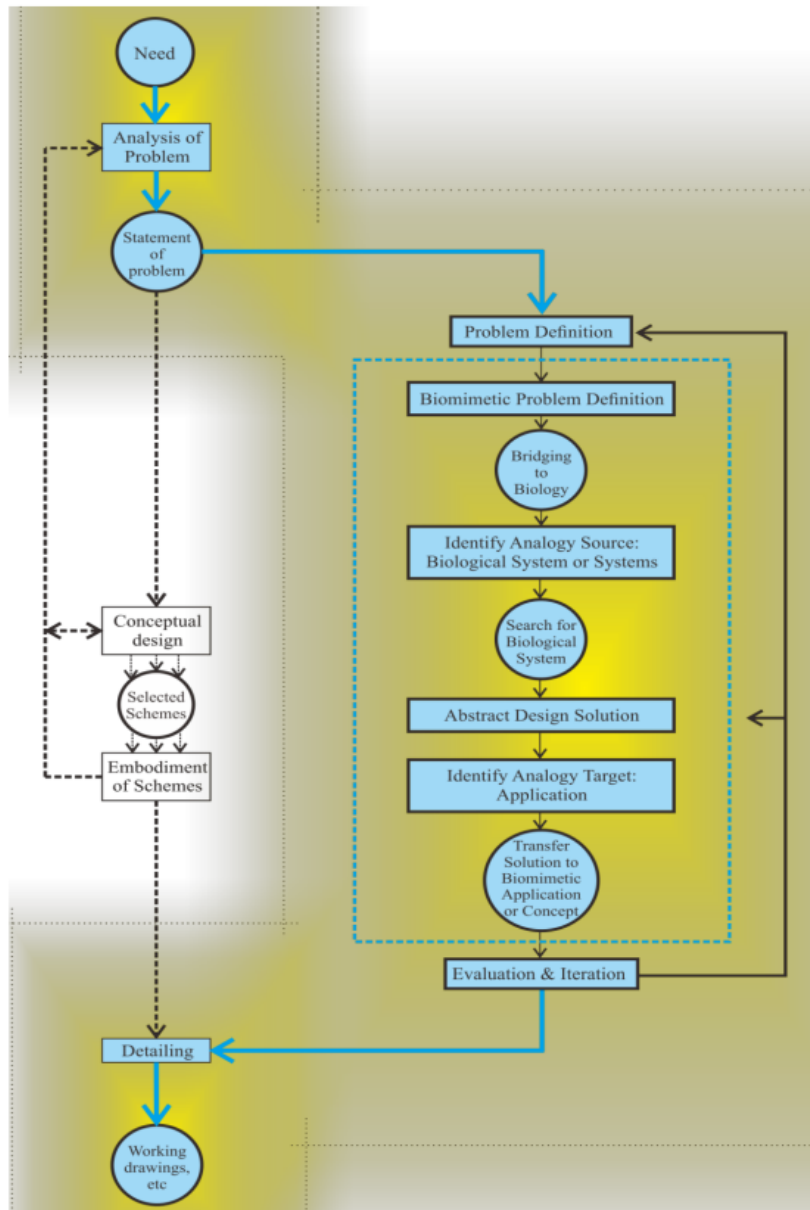 Need
Analysis of
Problem
Statement
of
problem
Problem Definition
Biomimetic Problem Definition
Bridging
to
Biology
Identify Analogy Source:
Biological System or Systems
Search for
Biological
System
Abstract Design Solution
Identify Analogy Target:
Application
Transfer
Solution to
Biomimetic
Application
or Concept
Evaluation & Iteration
Conceptual
design
Selected
Schemes
Embodiment
of Schemes
Detailing
Working
drawings,
etc